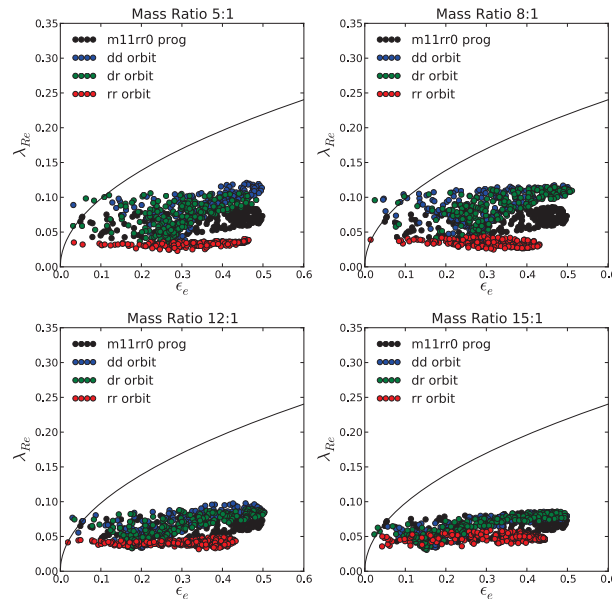 Mass Ratio 5:1
0.35
0.30
0.25
0.20
0.15
0.10
0.05
0.00
λRe
m11rr0 prog
dd orbit
dr orbit
rr orbit
0.0 0.1 0.2 0.3 0.4 0.5 0.6
ϵe
Mass Ratio 8:1
0.35
0.30
0.25
0.20
0.15
0.10
0.05
0.00
λRe
m11rr0 prog
dd orbit
dr orbit
rr orbit
0.0 0.1 0.2 0.3 0.4 0.5 0.6
ϵe
Mass Ratio 12:1
0.35
0.30
0.25
0.20
0.15
0.10
0.05
0.00
λRe
m11rr0 prog
dd orbit
dr orbit
rr orbit
0.0 0.1 0.2 0.3 0.4 0.5 0.6
ϵe
Mass Ratio 15:1
0.35
0.30
0.25
0.20
0.15
0.10
0.05
0.00
λRe
m11rr0 prog
dd orbit
dr orbit
rr orbit
0.0 0.1 0.2 0.3 0.4 0.5 0.6
ϵe